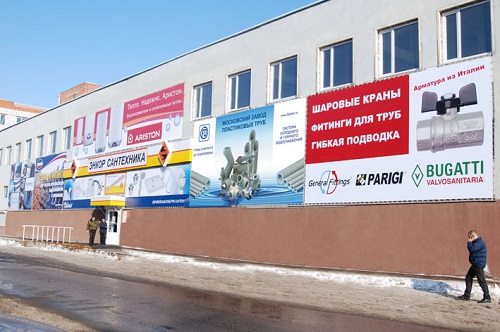 Тепло. Надежно. Аристон
ARISTON
ЭНКОР САНТЕХНИКА
МОСКОВСКИЙ ЗАВОД
ПЛАСТИКОВЫХ ТРУБ
ШАРОВЫЕ КРАНЫ
ФИТИНГИ ДЛЯ ТРУБ
ГИБКАЯ ПОДВОДКА
Арматура из Италии
General Fittings
PARIGI
BUGATTI
VALVOSANITARIA